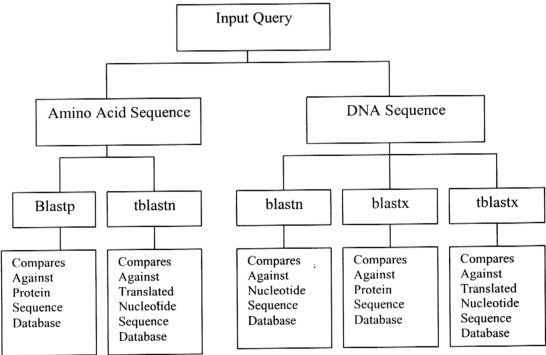 Input Query
Amino Acid Sequence
DNA Sequence
Blastp
tblastn
blastn
blastx
tblastx
Compares
Against
Protein
Sequence
Database
Compares
Against
Translated
Nucleotide
Sequence
Database
Compares
Against
Nucleotide
Sequence
Database
Compares
Against
Protein
Sequence
Database
Compares
Against
Translated
Nucleotide
Sequence
Database